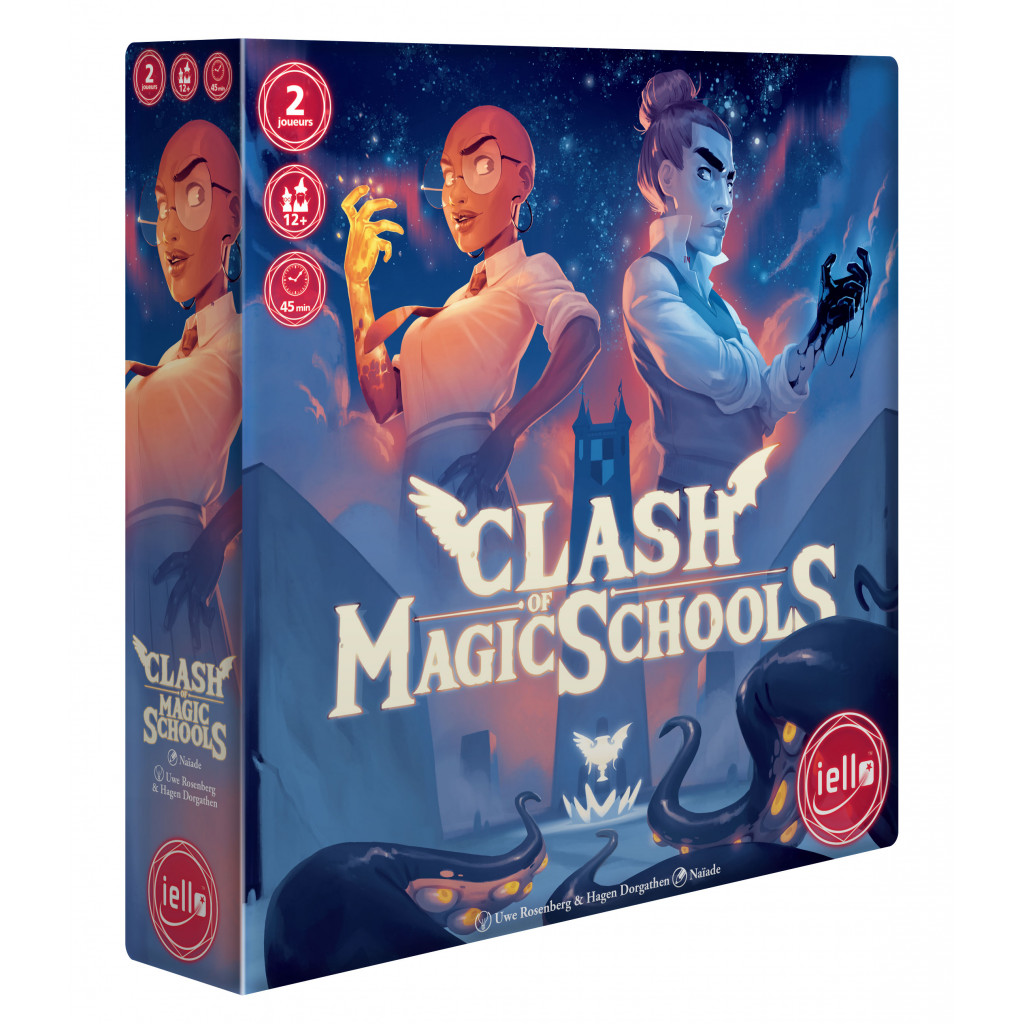 2
joueurs
12+
45 min
2
joueurs
12+
45 min
CLASH
OF
MAGIC SCHOOLS
iello
Uwe Rosenberg & Hagen Dorgathen Naïade
CLASH
OF
MAGIC
SCHOOLS
Naïade
Uwe Rosenberg
& Hagen Dorgathen
iello